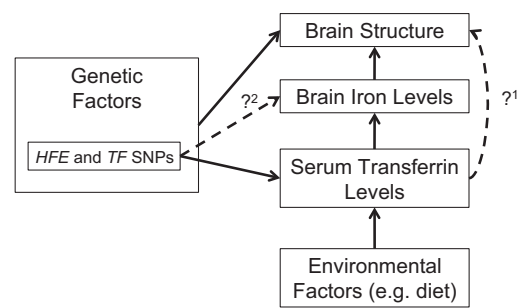 Brain Structure
Genetic
Factors
?2
Brain Iron Levels
?1
HFE and TF SNPs
Serum Transferrin
Levels
Environmental
Factors (e.g. diet)